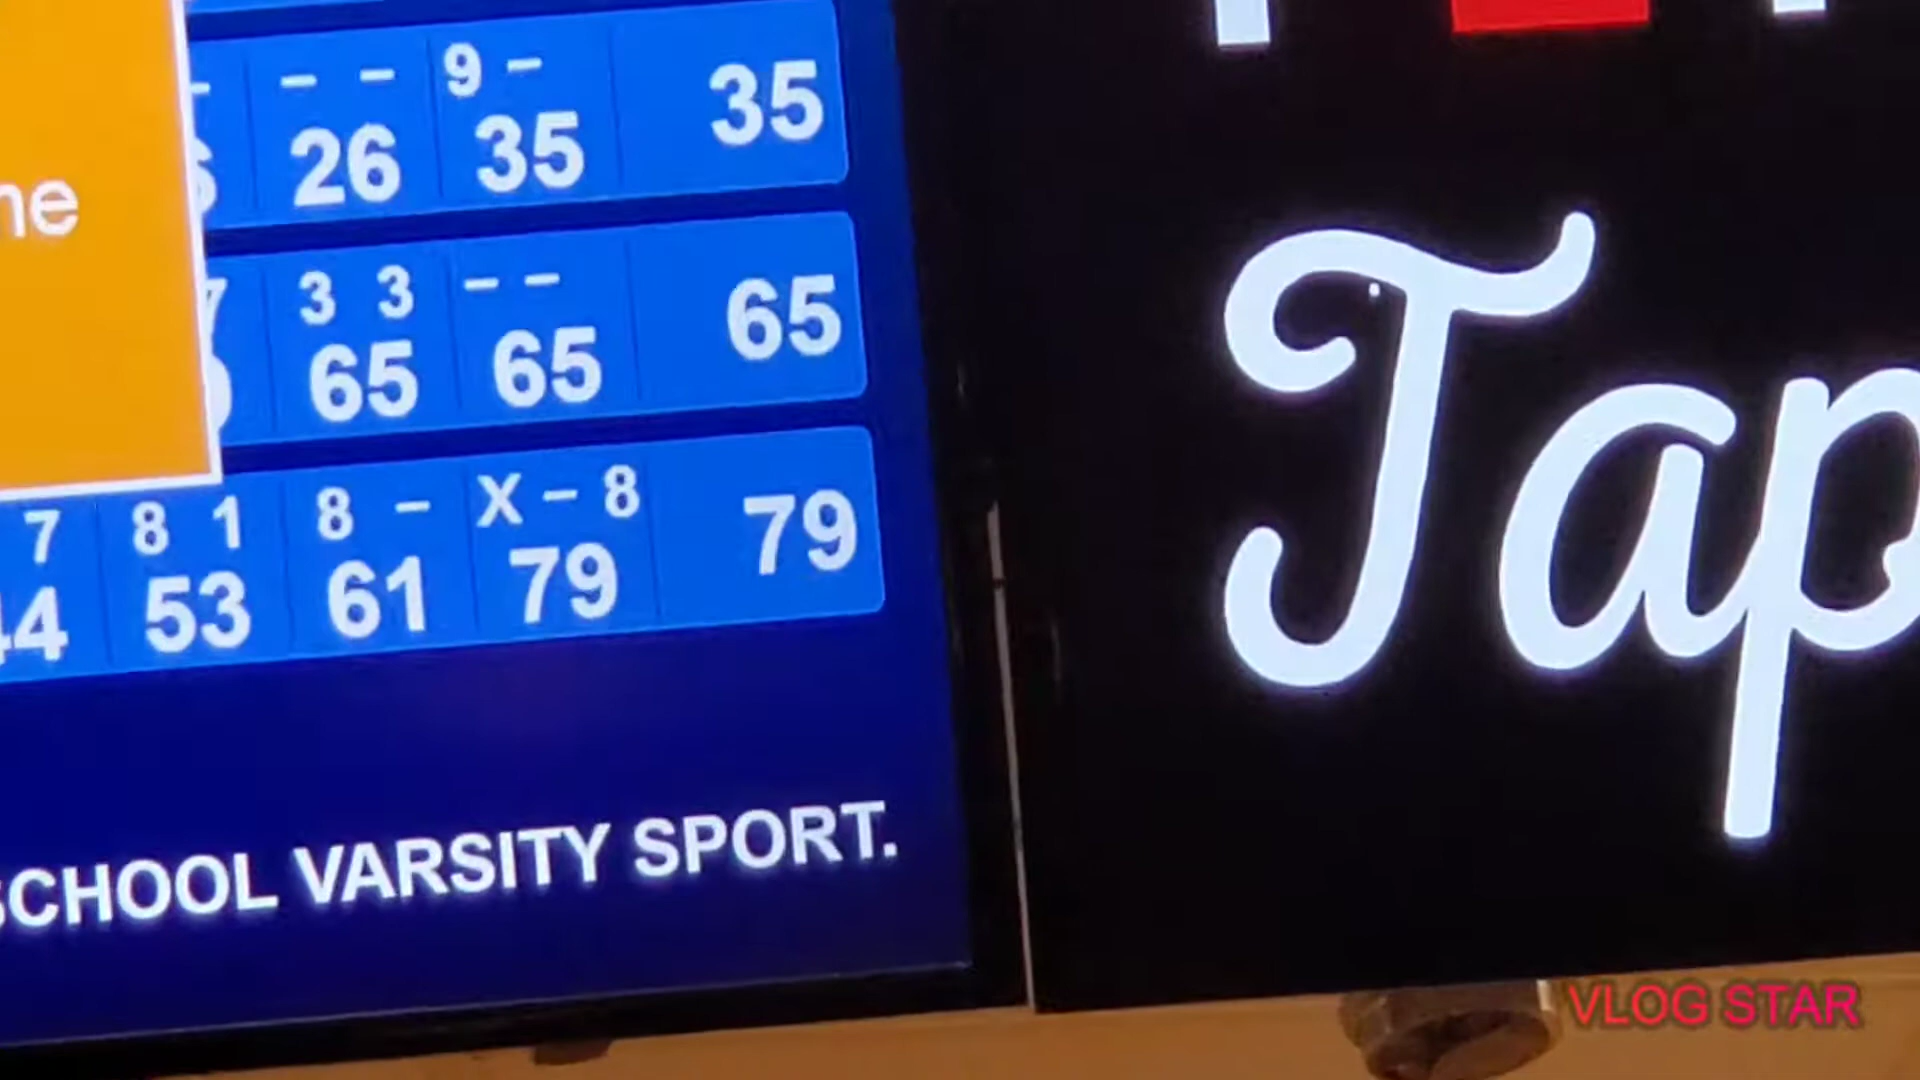 - - 9 -
26 35 35
ne
3 3 - -
65 65 65
7 8 1 8 - X - 8
44 53 61 79 79
SCHOOL VARSITY SPORT.
Tap
VLOG STAR